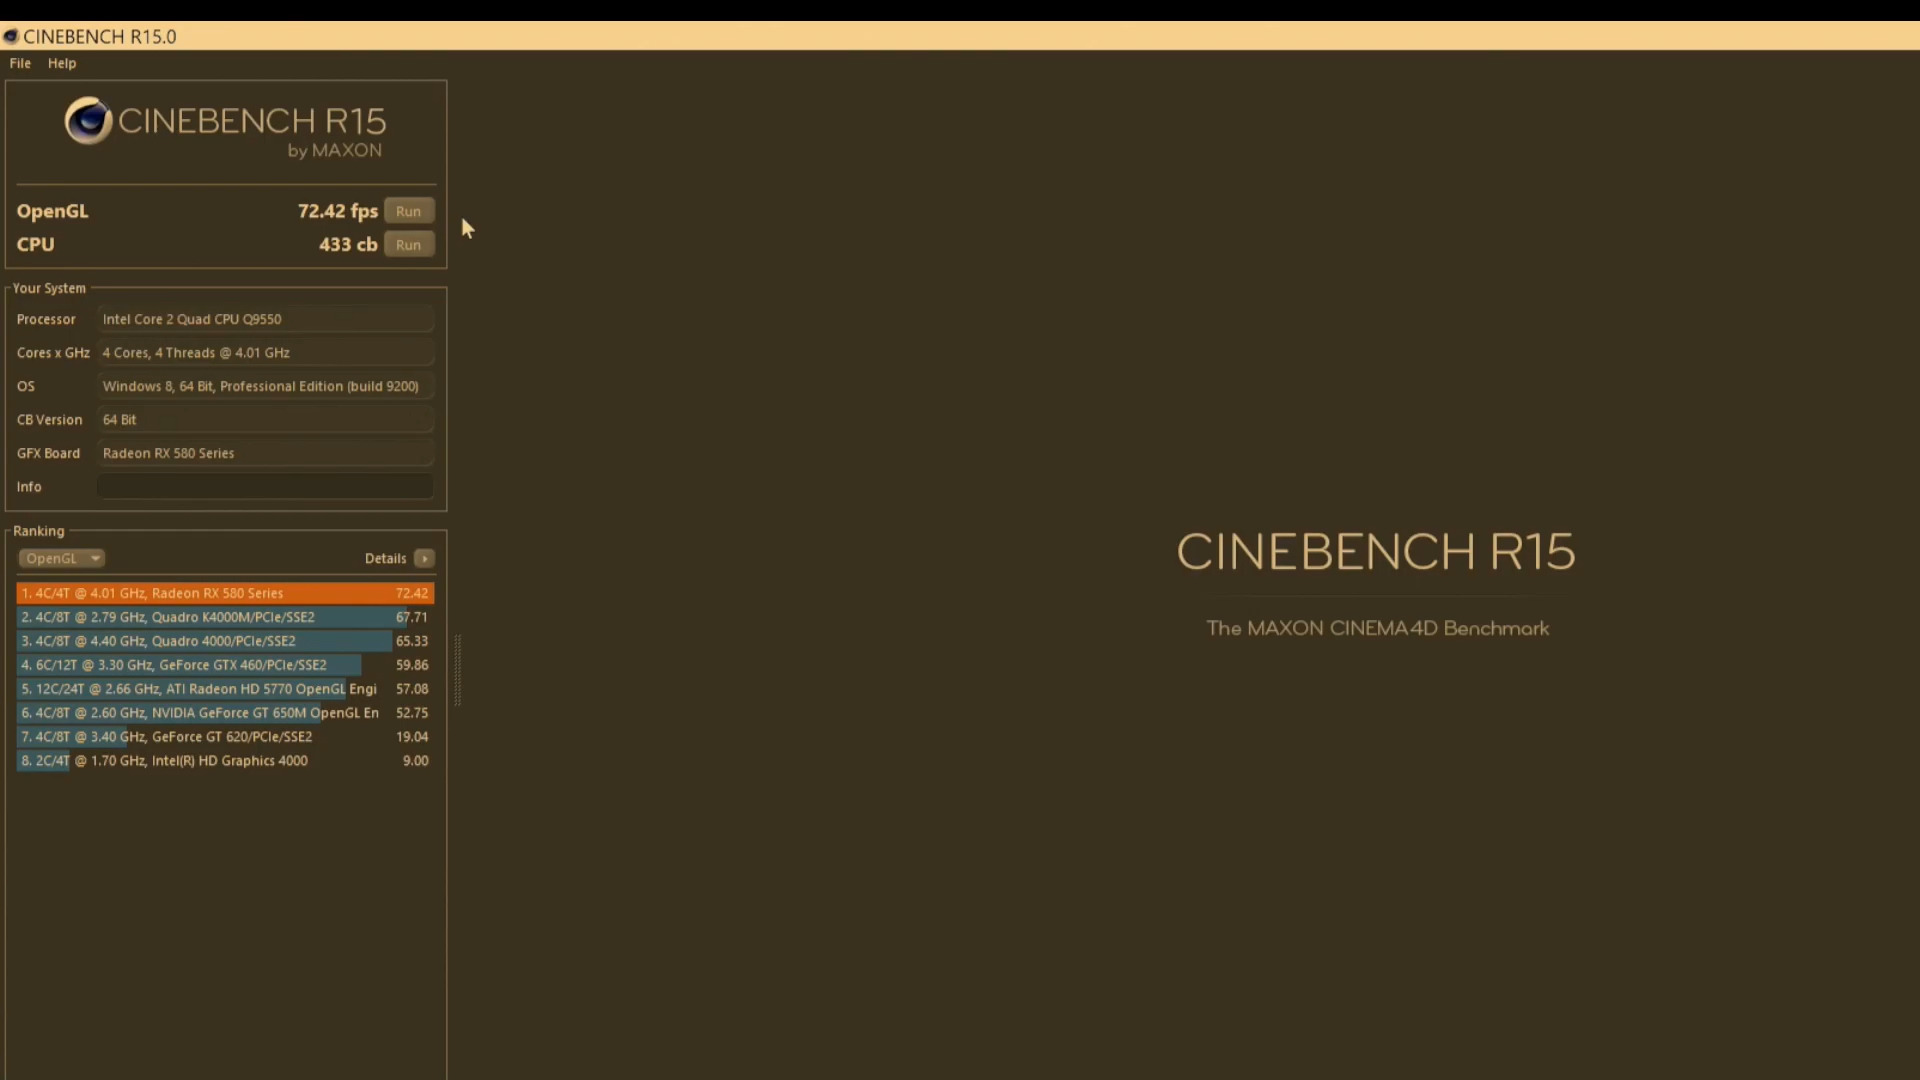 CINEBENCH R15.0
File Help
CINEBENCH R15
by MAXON
OpenGL 72.42 fps Run
CPU 433 cb Run
Your System
Processor Intel Core 2 Quad CPU Q9550
Cores x GHz 4 Cores, 4 Threads @ 4.01 GHz
OS Windows 8, 64 Bit, Professional Edition (build 9200)
CB Version 64 Bit
GFX Board Radeon RX 580 Series
Info
Ranking
OpenGL Details
1. 4C/4T @ 4.01 GHz, Radeon RX 580 Series 72.42
2. 4C/8T @ 2.79 GHz, Quadro K4000M/PCIe/SSE2 67.71
3. 4C/8T @ 4.40 GHz, Quadro 4000/PCIe/SSE2 65.33
4. 6C/12T @ 3.30 GHz, GeForce GTX 460/PCIe/SSE2 59.86
5. 12C/24T @ 2.66 GHz, ATI Radeon HD 5770 OpenGL Engi 57.08
6. 4C/8T @ 2.60 GHz, NVIDIA GeForce GT 650M OpenGL En 52.75
7. 4C/8T @ 3.40 GHz, GeForce GT 620/PCIe/SSE2 19.04
8. 2C/4T @ 1.70 GHz, Intel(R) HD Graphics 4000 9.00
CINEBENCH R15
The MAXON CINEMA4D Benchmark